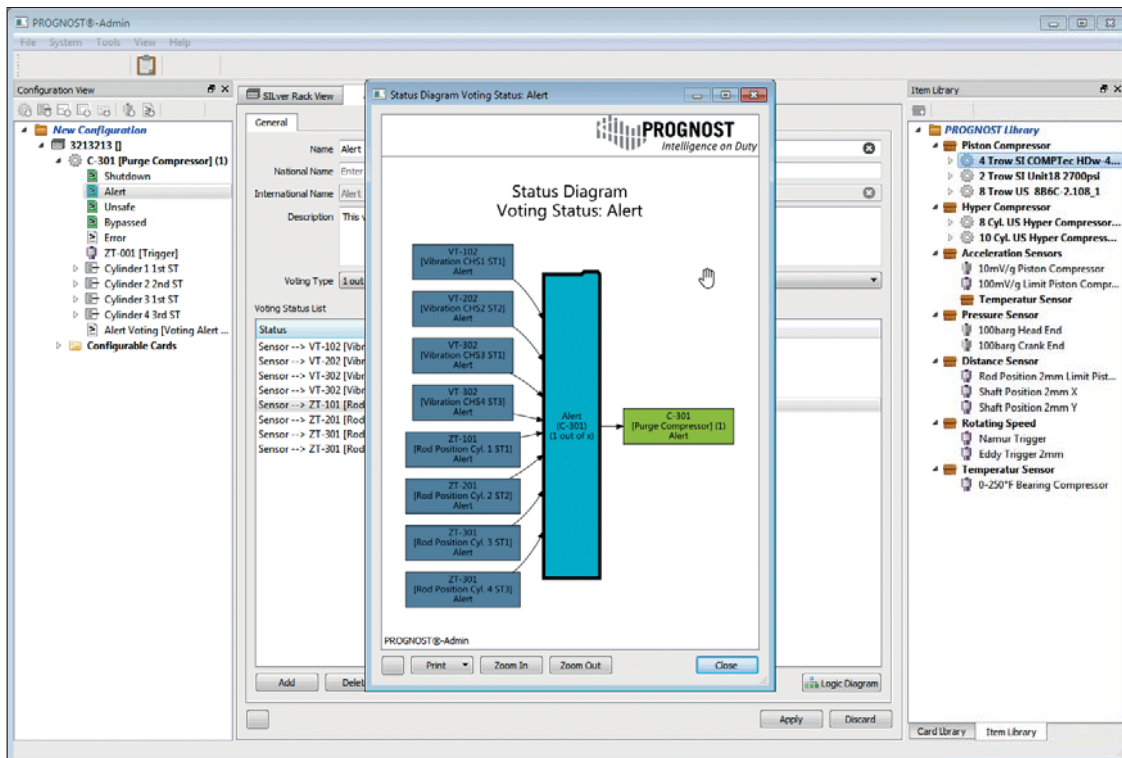 PROGNOST®-Admin
File System Tools View Help
Configuration View
New Configuration
3213213 []
C-301 [Purge Compressor] (1)
Shutdown
Alert
Unsafe
Bypassed
Error
ZT-001 [Trigger]
Cylinder 1 1st ST
Cylinder 2 2nd ST
Cylinder 3 1st ST
Cylinder 4 3rd ST
Alert Voting [Voting Alert ...
Configurable Cards
SILver Rack View
General
Name Alert
National Name Enter
International Name Alert
Description This v
Voting Type 1 out
Voting Status List
Status
Sensor --> VT-102 [Vibr
Sensor --> VT-202 [Vibr
Sensor --> VT-302 [Vibr
Sensor --> VT-302 [Vibr
Sensor --> ZT-101 [Rod
Sensor --> ZT-201 [Rod
Sensor --> ZT-301 [Rod
Sensor --> ZT-301 [Rod
Add Delet
Logic Diagram
Apply Discard
Status Diagram Voting Status: Alert
PROGNOST
Intelligence on Duty
Status Diagram
Voting Status: Alert
VT-102
[Vibration CHS1 ST1]
Alert
VT-202
[Vibration CHS2 ST2]
Alert
VT-302
[Vibration CHS3 ST1]
Alert
VT-302
[Vibration CHS4 ST3]
Alert
ZT-101
[Rod Position Cyl. 1 ST1]
Alert
ZT-201
[Rod Position Cyl. 2 ST2]
Alert
ZT-301
[Rod Position Cyl. 3 ST1]
Alert
ZT-301
[Rod Position Cyl. 4 ST3]
Alert
Alert
(C-301)
(1 out of x)
C-301
[Purge Compressor] (1)
Alert
PROGNOST®-Admin
Print Zoom In Zoom Out Close
Item Library
PROGNOST Library
Piston Compressor
4 Trow SI COMPTec HDw-4...
2 Trow SI Unit18 2700psi
8 Trow US 8B6C-2.108_1
Hyper Compressor
8 Cyl. US Hyper Compressor...
10 Cyl. US Hyper Compress...
Acceleration Sensors
10mV/g Piston Compressor
100mV/g Limit Piston Compr...
Temperatur Sensor
Pressure Sensor
100barg Head End
100barg Crank End
Distance Sensor
Rod Position 2mm Limit Pist...
Shaft Position 2mm X
Shaft Position 2mm Y
Rotating Speed
Namur Trigger
Eddy Trigger 2mm
Temperatur Sensor
0-250°F Bearing Compressor
Card Library Item Library